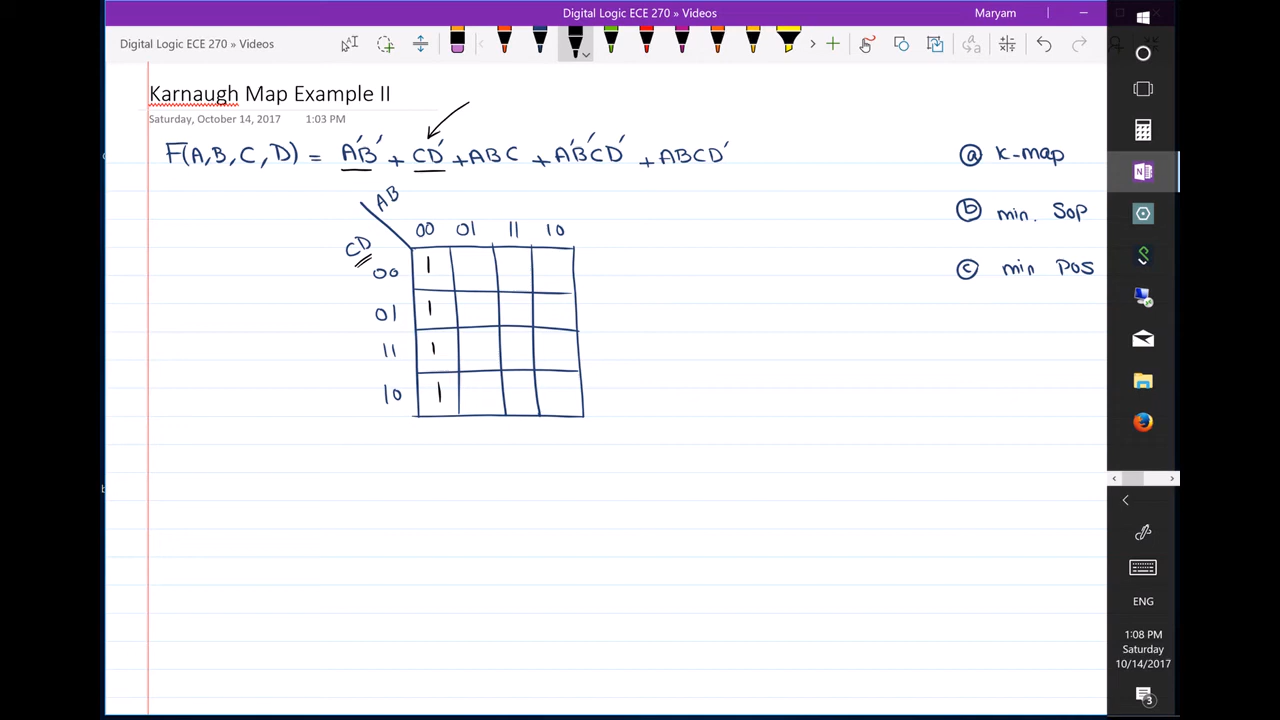 Digital Logic ECE 270 » Videos
Maryam
Digital Logic ECE 270 » Videos
Karnaugh Map Example II
Saturday, October 14, 2017 1:03 PM
F(A,B,C,D) = A'B' + CD' + ABC + A'B'CD' + ABCD'
ⓐ K-map
ⓑ min. SOP
ⓒ min POS
AB
CD
00 01 11 10
00 1
01 1
11 1
10 1
ENG
1:08 PM
Saturday
10/14/2017
3